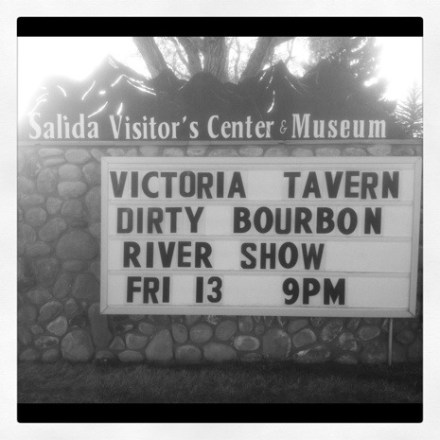 Salida Visitor's Center & Museum
VICTORIA TAVERN
DIRTY BOURBON
RIVER SHOW
FRI 13 9PM